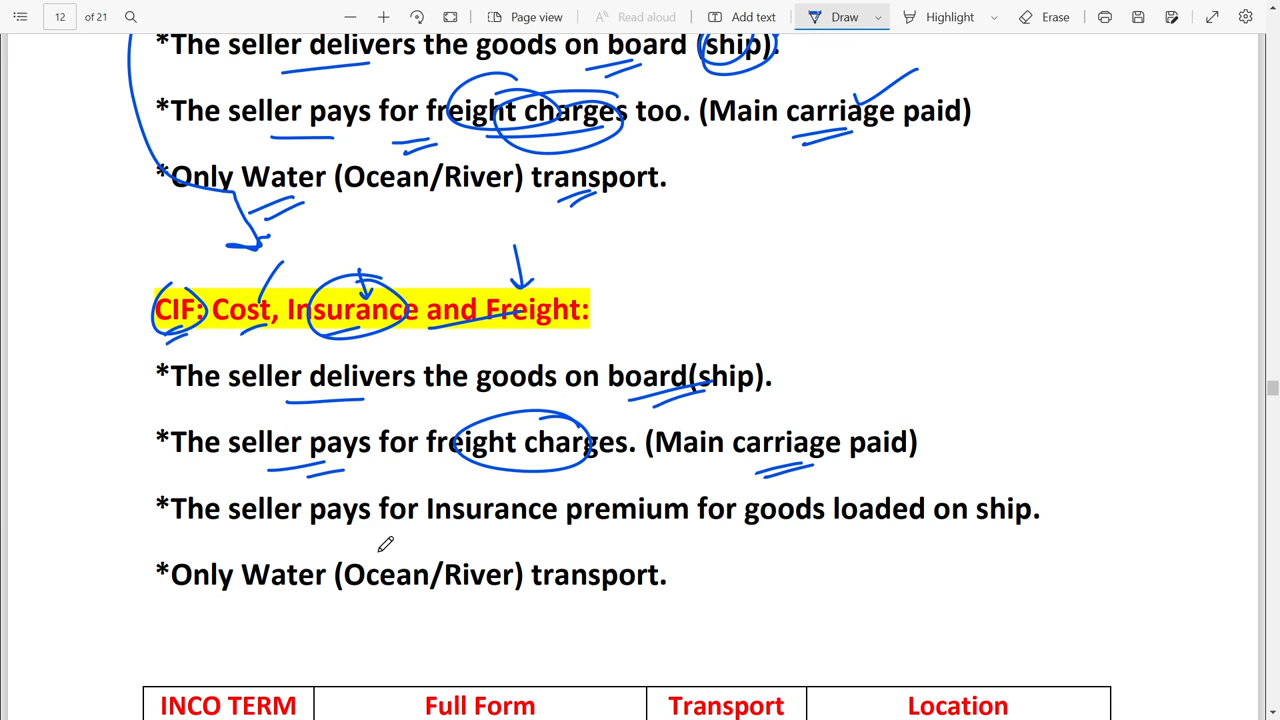 12 of 21
Page view
Read aloud
Add text
Draw
Highlight
Erase
*The seller delivers the goods on board (ship).
*The seller pays for freight charges too. (Main carriage paid)
*Only Water (Ocean/River) transport.
CIF: Cost, Insurance and Freight:
*The seller delivers the goods on board(ship).
*The seller pays for freight charges. (Main carriage paid)
*The seller pays for Insurance premium for goods loaded on ship.
*Only Water (Ocean/River) transport.
INCO TERM Full Form Transport Location